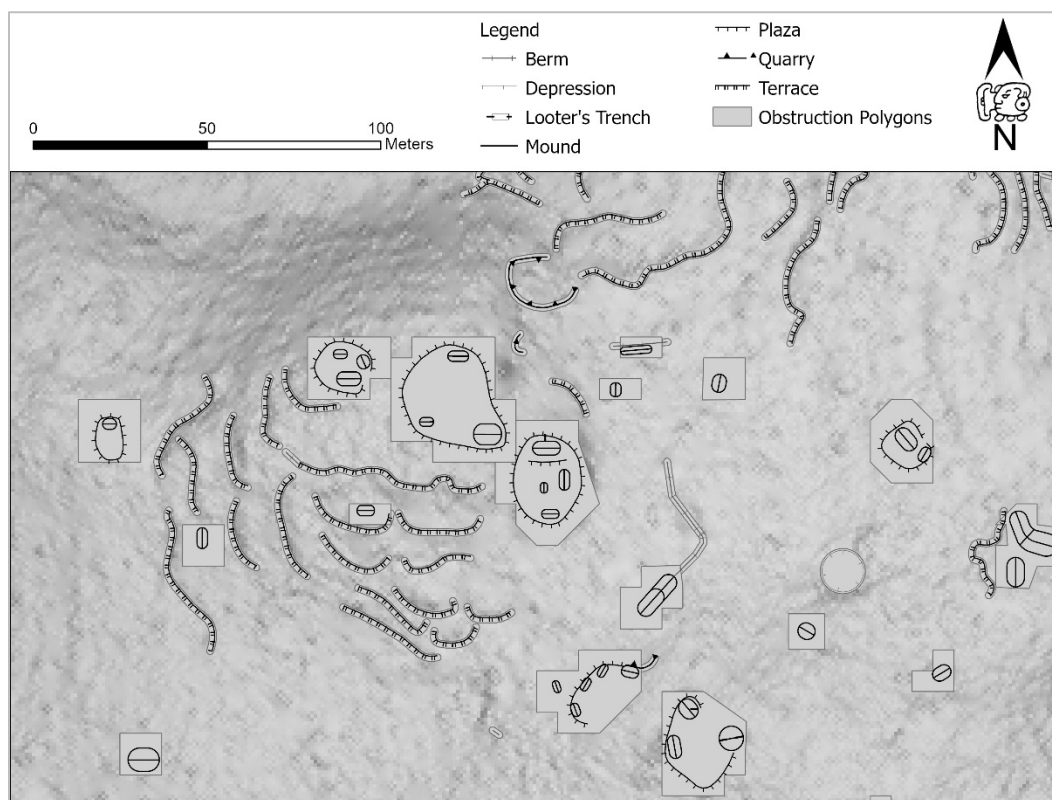 Legend
Berm
Depression
Looter's Trench
Mound
Plaza
Quarry
Terrace
Obstruction Polygons
0 50 100
Meters
N